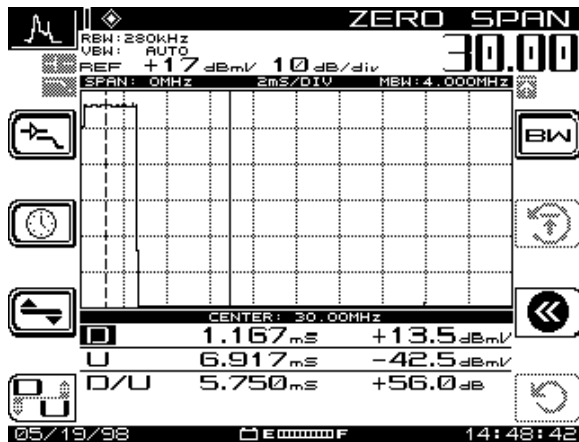 ZERO SPAN
RBW:280kHz
VBW: AUTO
REF +17dBmV 10dB/div
30.00
SPAN: 0MHz 2mS/DIV MBW:4.000MHz
BW
CENTER: 30.00MHz
D 1.167mS +13.5dBmV
U 6.917mS -42.5dBmV
D/U 5.750mS +56.0dB
D
U
05/19/98 E F 14:48:42